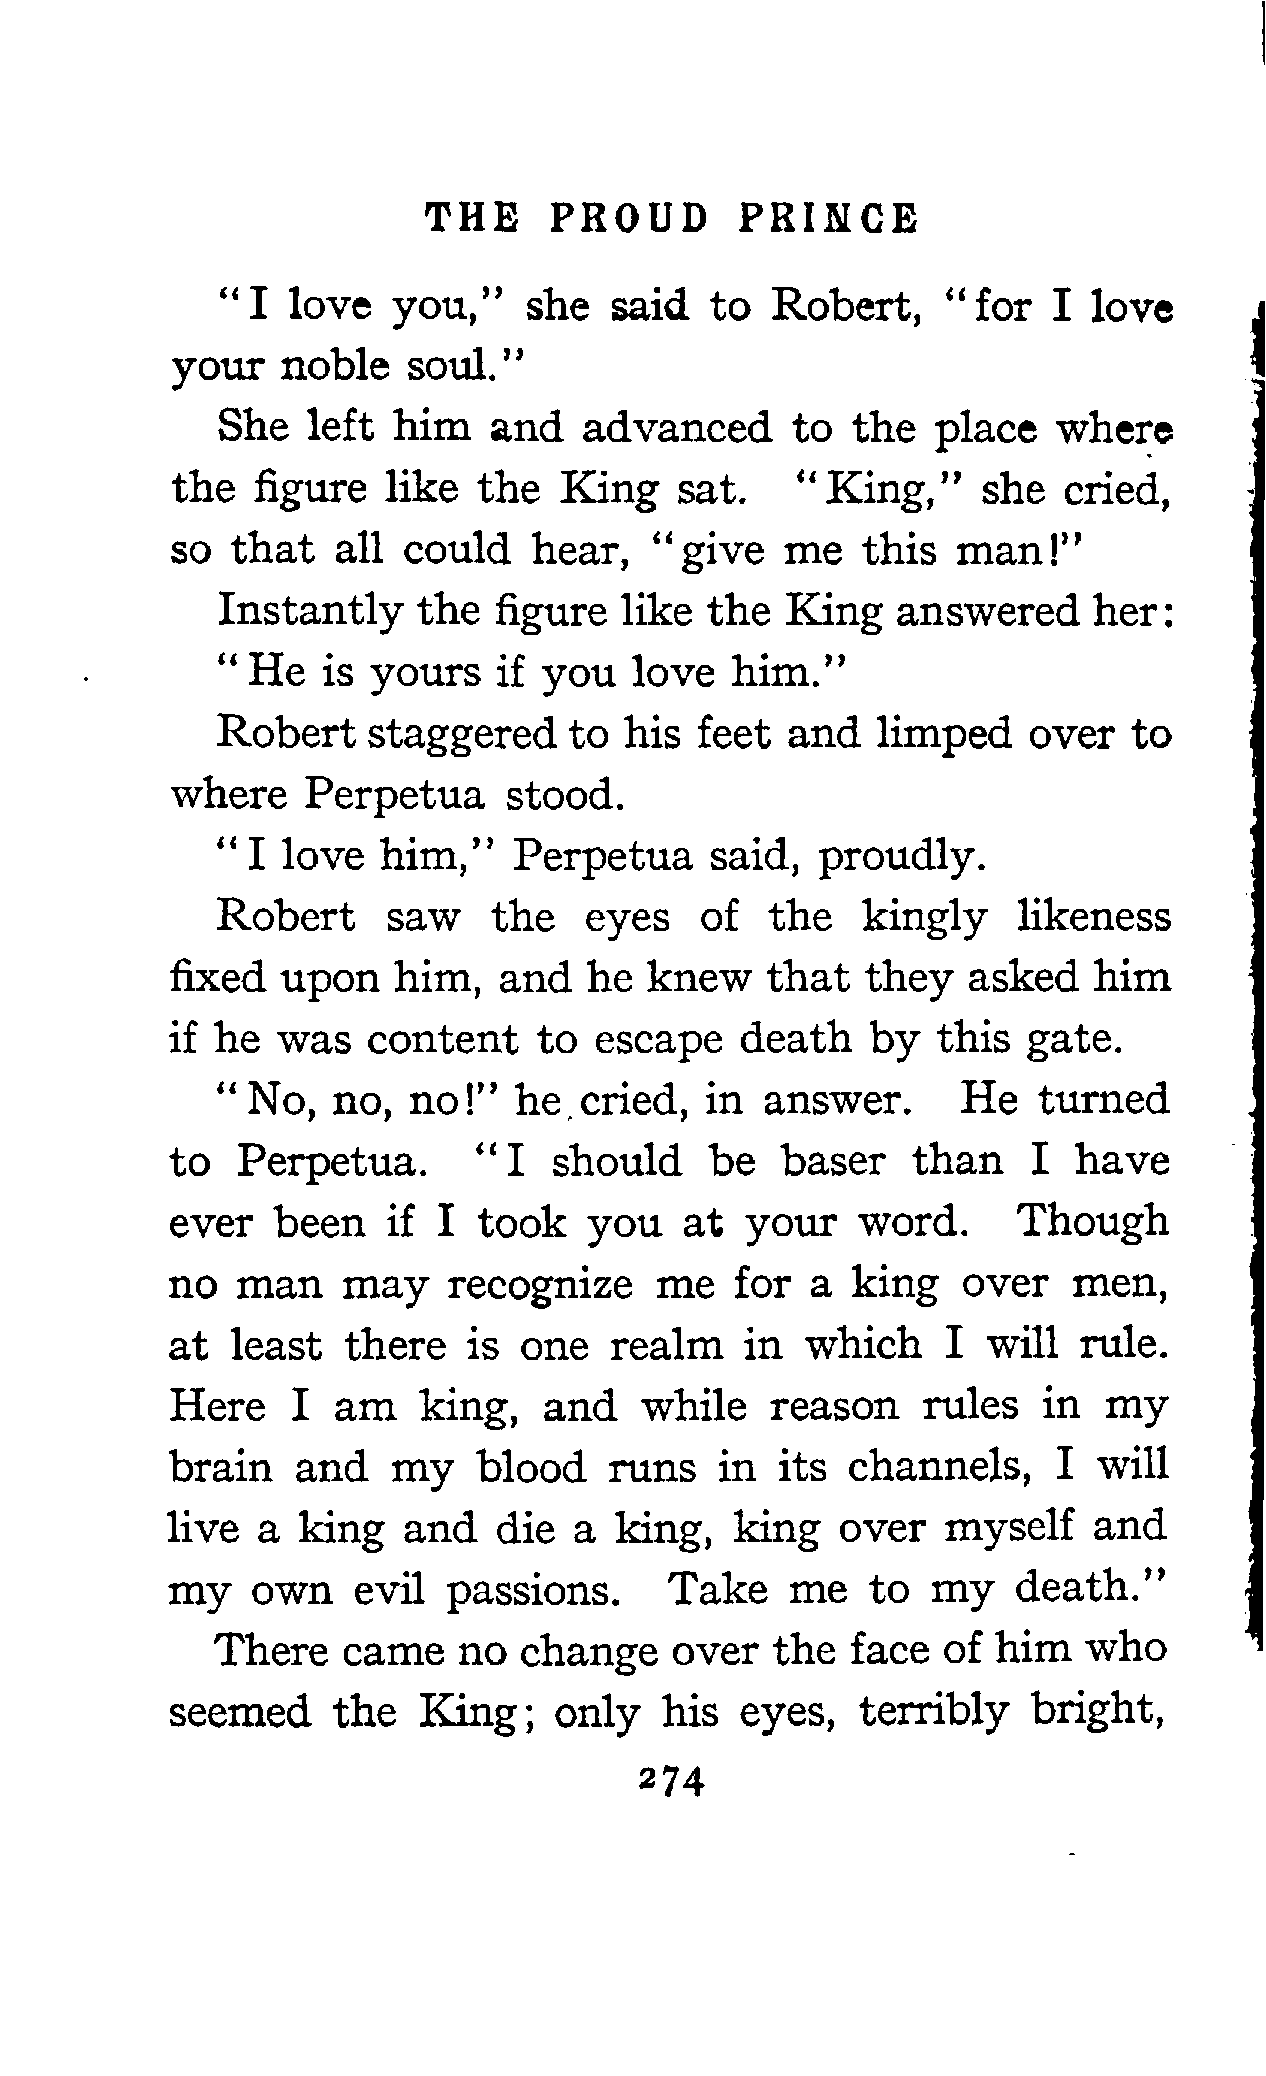 THE PROUD PRINCE
"I love you," she said to Robert, "for I love
your noble soul."
She left him and advanced to the place where
the figure like the King sat. "King," she cried,
so that all could hear, "give me this man!"
Instantly the figure like the King answered her:
"He is yours if you love him."
Robert staggered to his feet and limped over to
where Perpetua stood.
"I love him," Perpetua said, proudly.
Robert saw the eyes of the kingly likeness
fixed upon him, and he knew that they asked him
if he was content to escape death by this gate.
"No, no, no!" he cried, in answer. He turned
to Perpetua. "I should be baser than I have
ever been if I took you at your word. Though
no man may recognize me for a king over men,
at least there is one realm in which I will rule.
Here I am king, and while reason rules in my
brain and my blood runs in its channels, I will
live a king and die a king, king over myself and
my own evil passions. Take me to my death."
There came no change over the face of him who
seemed the King; only his eyes, terribly bright,
274